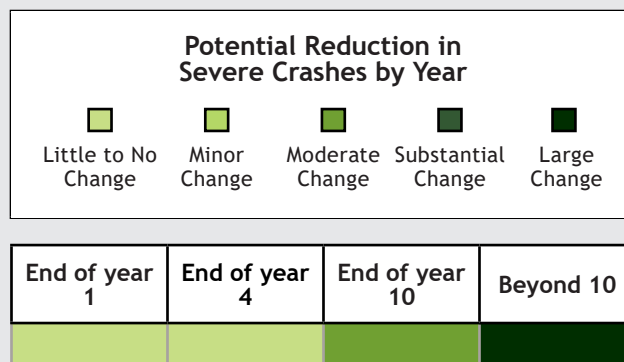 Potential Reduction in
Severe Crashes by Year
Little to No
Change
Minor
Change
Moderate
Change
Substantial
Change
Large
Change
End of year
1
End of year
4
End of year
10
Beyond 10